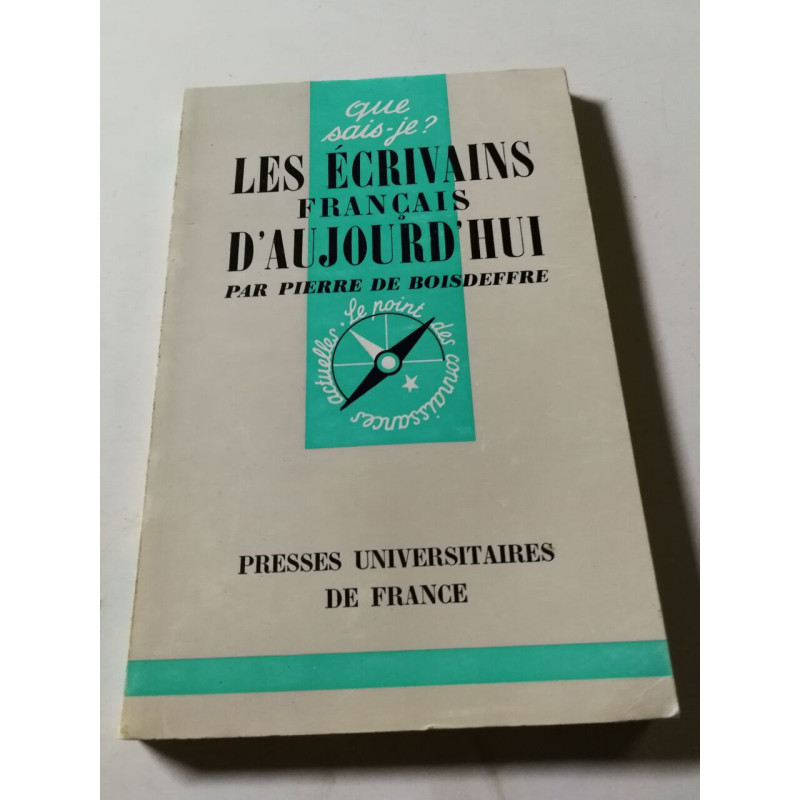 que
sais-je?
LES ÉCRIVAINS
FRANÇAIS
D'AUJOURD'HUI
PAR PIERRE DE BOISDEFFRE
Le point des connaissances actuelles.
PRESSES UNIVERSITAIRES
DE FRANCE